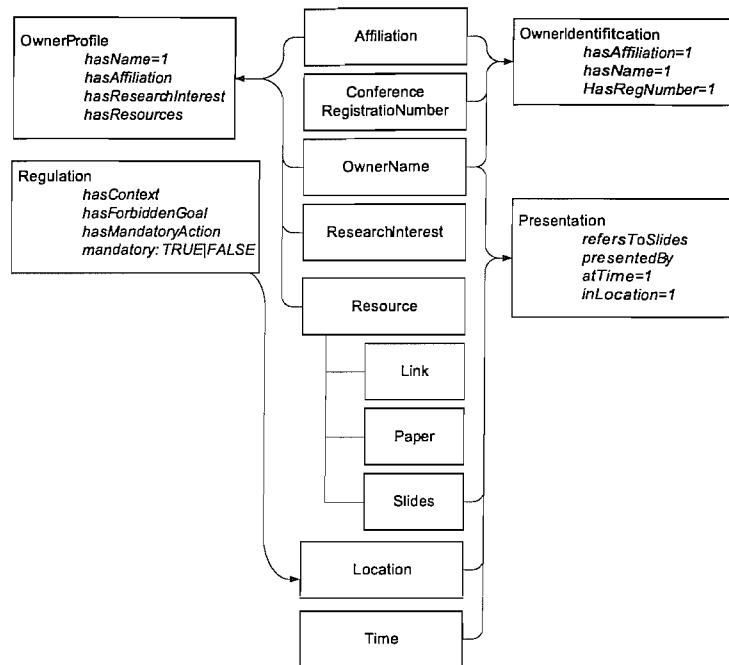 OwnerProfile
hasName=1
hasAffiliation
hasResearchInterest
hasResources
Regulation
hasContext
hasForbiddenGoal
hasMandatoryAction
mandatory: TRUE|FALSE
Affiliation
Conference
RegistratioNumber
OwnerName
ResearchInterest
Resource
Link
Paper
Slides
Location
Time
OwnerIdentifitcation
hasAffiliation=1
hasName=1
HasRegNumber=1
Presentation
refersToSlides
presentedBy
atTime=1
inLocation=1